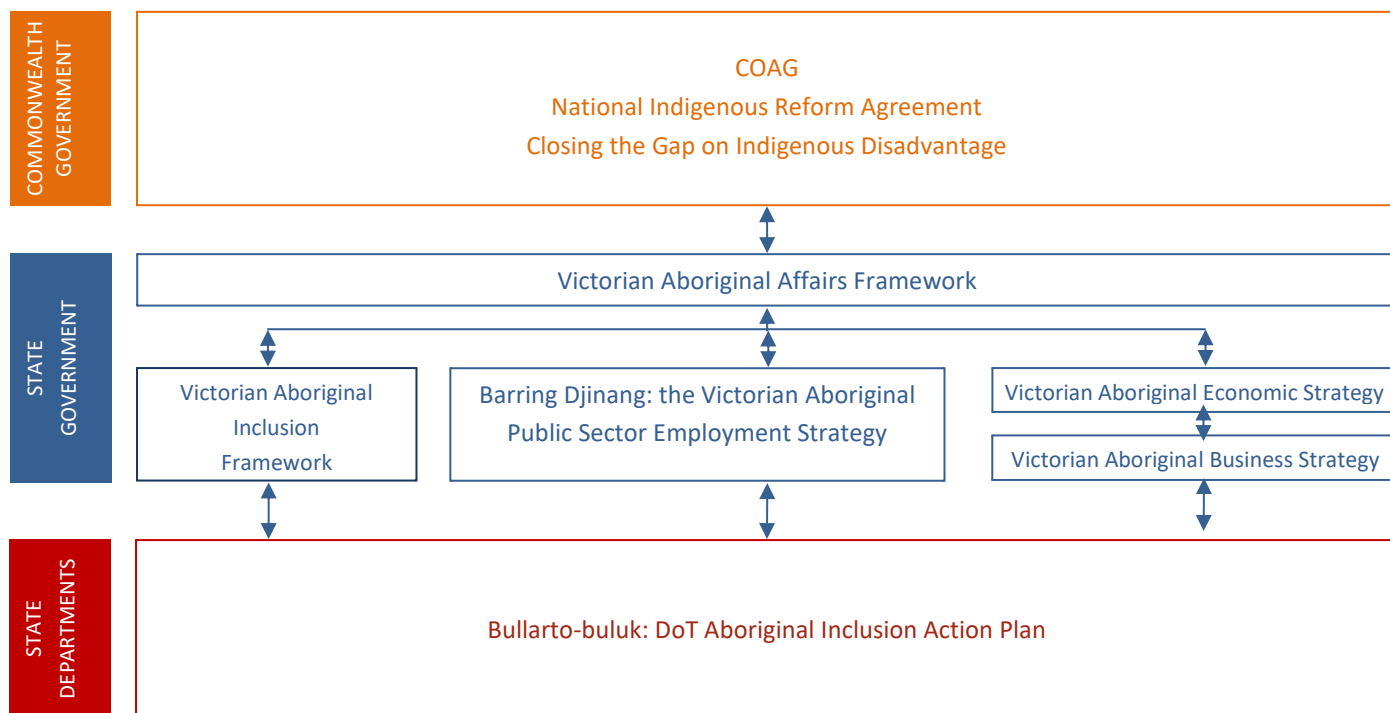 COMMONWEALTH
GOVERNMENT
COAG
National Indigenous Reform Agreement
Closing the Gap on Indigenous Disadvantage
STATE
GOVERNMENT
Victorian Aboriginal Affairs Framework
Victorian Aboriginal
Inclusion
Framework
Barring Djinang: the Victorian Aboriginal
Public Sector Employment Strategy
Victorian Aboriginal Economic Strategy
Victorian Aboriginal Business Strategy
STATE
DEPARTMENTS
Bullarto-buluk: DoT Aboriginal Inclusion Action Plan